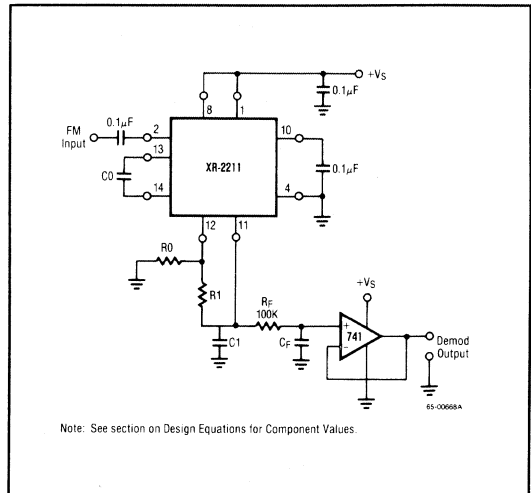 +VS
0.1µF
8
1
0.1µF
FM
Input
2
10
13
XR-2211
C0
0.1µF
14
4
12
11
R0
R1
+VS
RF
100K
+
741
−
Demod
Output
C1
CF
65-00668A
Note: See section on Design Equations for Component Values.